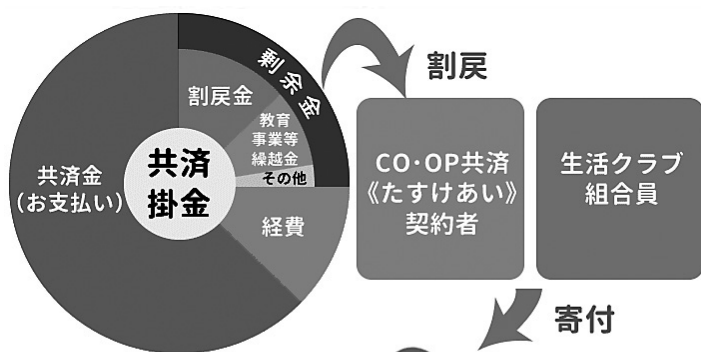 剰余金
割戻金
教育
事業等
繰越金
その他
共済
掛金
共済金
(お支払い)
経費
割戻
CO·OP共済
《たすけあい》
契約者
生活クラブ
組合員
寄付